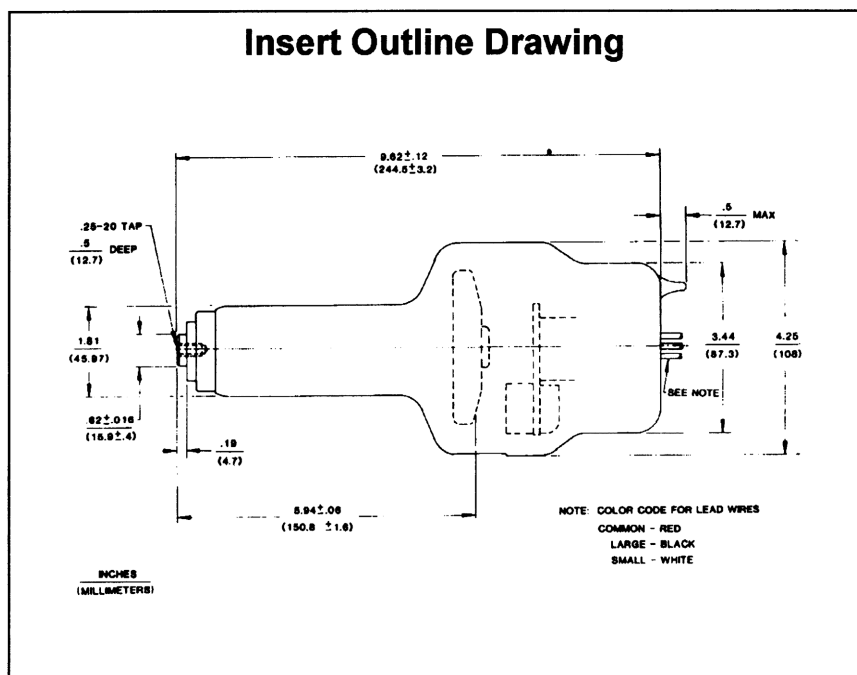 Insert Outline Drawing
9.62±.12
(244.5±3.2)
.5
(12.7)
MAX
.25-20 TAP
.5
(12.7)
DEEP
1.81
(45.97)
3.44
(87.3)
4.25
(108)
SEE NOTE
.62±.016
(15.9±.4)
.19
(4.7)
5.94±.06
(150.8 ±1.6)
NOTE: COLOR CODE FOR LEAD WIRES
COMMON - RED
LARGE - BLACK
SMALL - WHITE
INCHES
(MILLIMETERS)